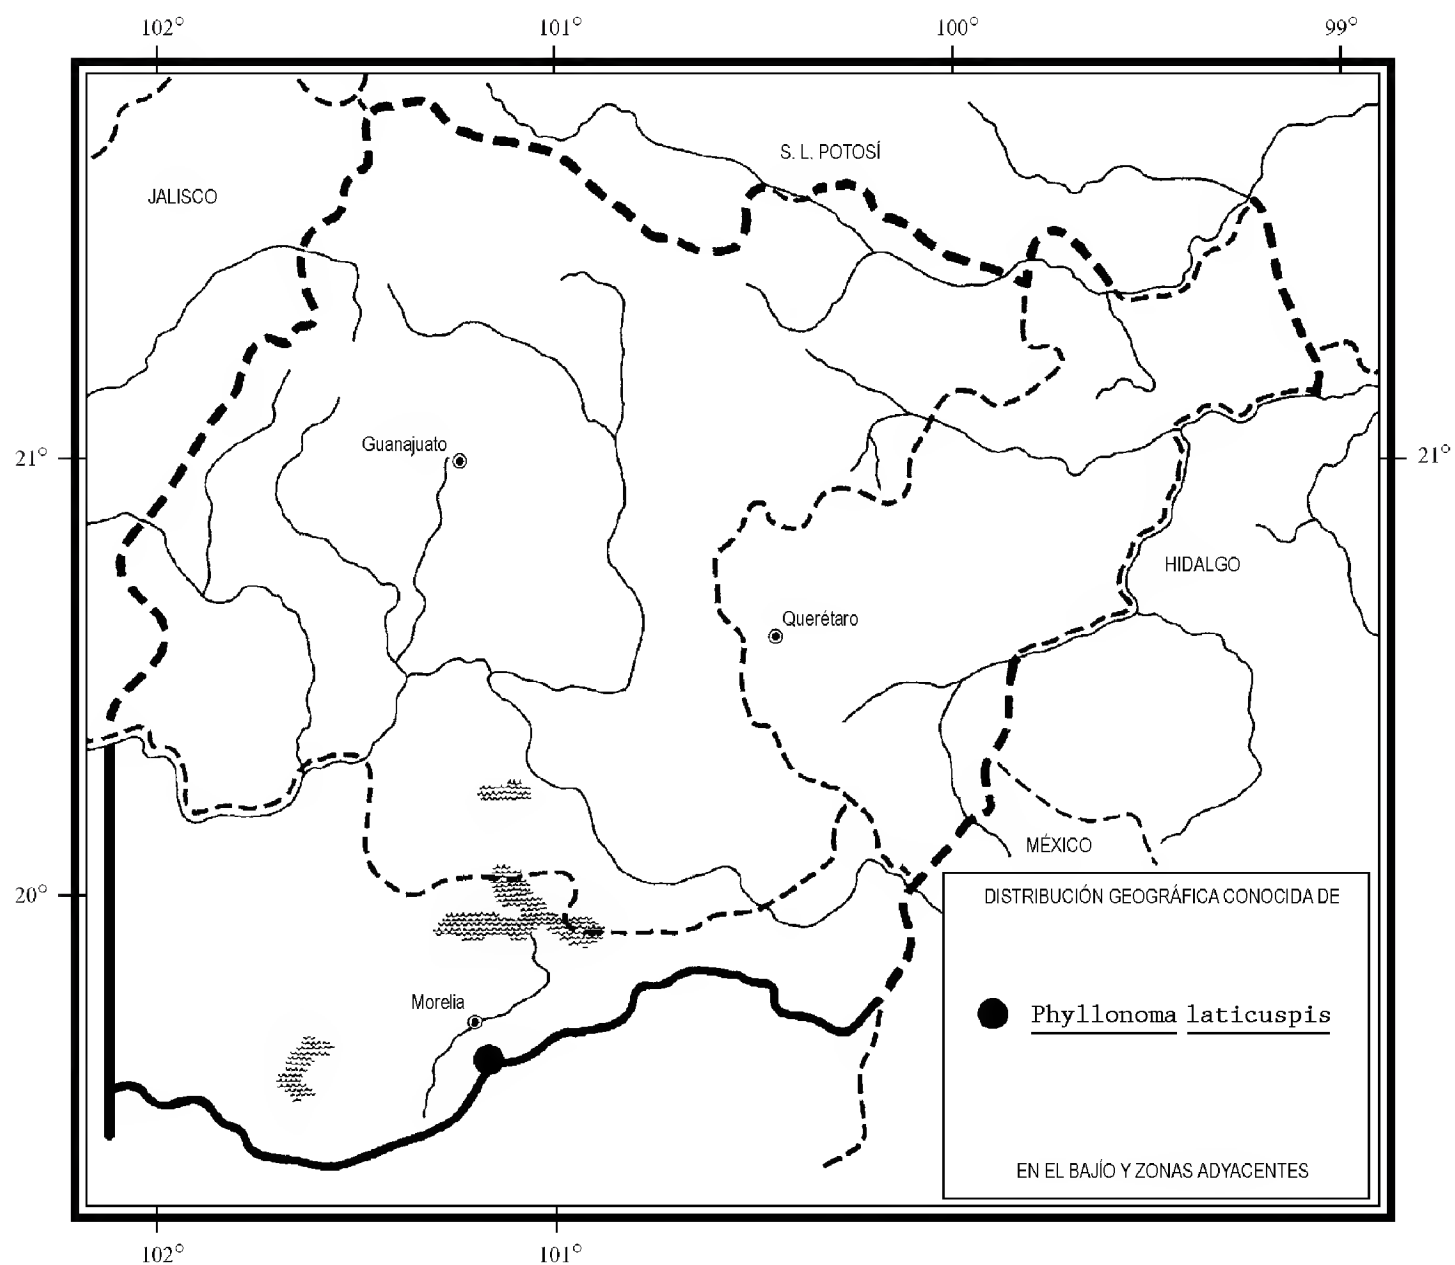 102° 101° 100° 99°
S. L. POTOSÍ
JALISCO
Guanajuato
21° 21°
HIDALGO
Querétaro
MÉXICO
20°
DISTRIBUCIÓN GEOGRÁFICA CONOCIDA DE
Morelia
Phyllonoma laticuspis
EN EL BAJÍO Y ZONAS ADYACENTES
102° 101°